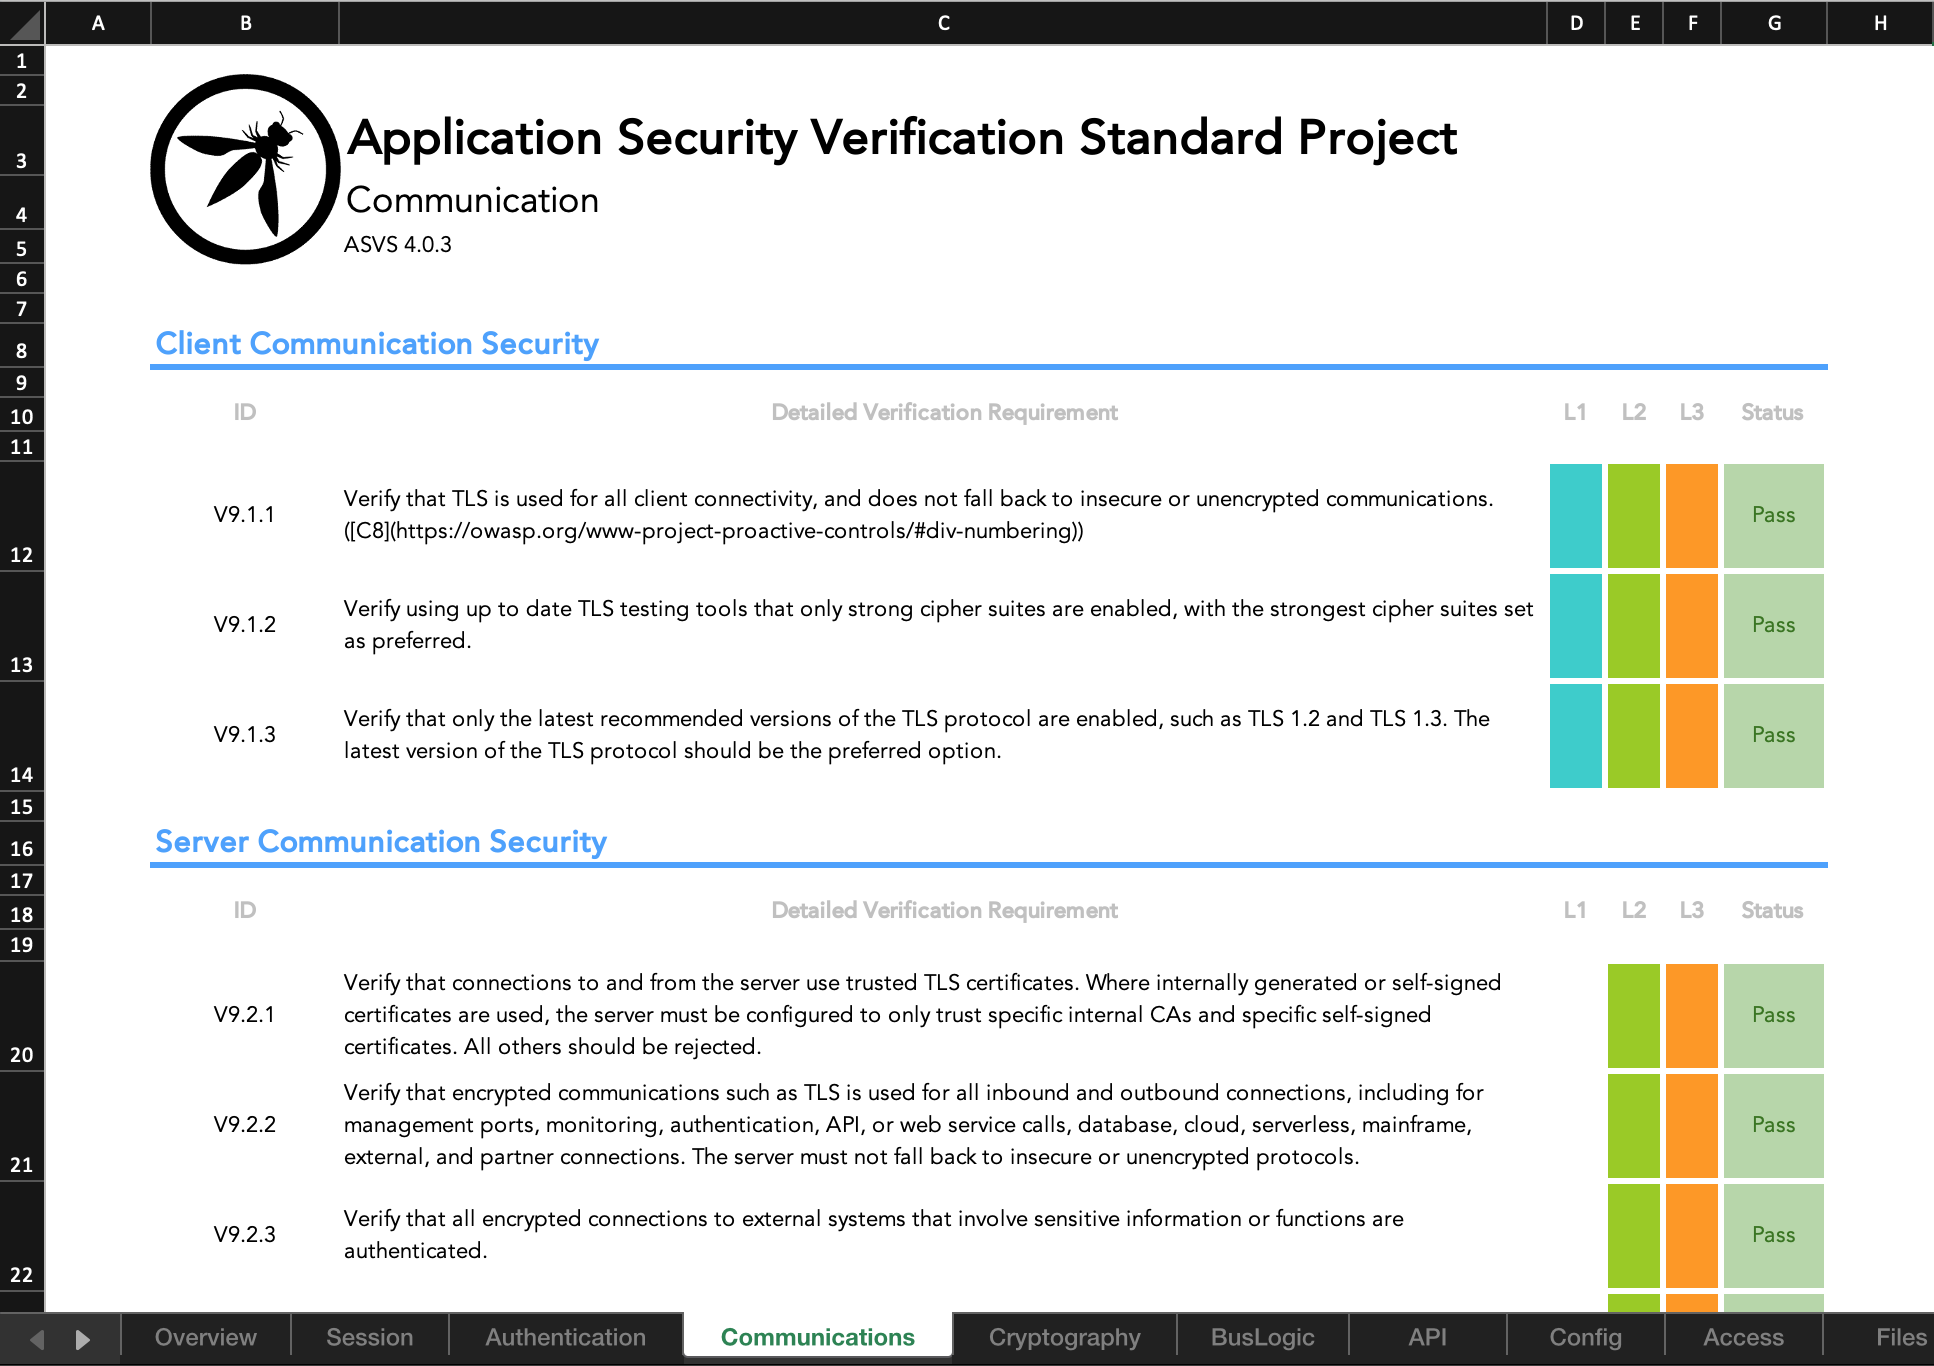 A B C D E F G H
1
2
3 Application Security Verification Standard Project
4 Communication
5 ASVS 4.0.3
6
7
8 Client Communication Security
9
10 ID Detailed Verification Requirement L1 L2 L3 Status
11
Verify that TLS is used for all client connectivity, and does not fall back to insecure or unencrypted communications.
V9.1.1 Pass
([C8](https://owasp.org/www-project-proactive-controls/#div-numbering))
12
Verify using up to date TLS testing tools that only strong cipher suites are enabled, with the strongest cipher suites set
V9.1.2 Pass
as preferred.
13
Verify that only the latest recommended versions of the TLS protocol are enabled, such as TLS 1.2 and TLS 1.3. The
V9.1.3 Pass
latest version of the TLS protocol should be the preferred option.
14
15
16 Server Communication Security
17
18 ID Detailed Verification Requirement L1 L2 L3 Status
19
Verify that connections to and from the server use trusted TLS certificates. Where internally generated or self-signed
V9.2.1 certificates are used, the server must be configured to only trust specific internal CAs and specific self-signed Pass
20 certificates. All others should be rejected.
Verify that encrypted communications such as TLS is used for all inbound and outbound connections, including for
V9.2.2 management ports, monitoring, authentication, API, or web service calls, database, cloud, serverless, mainframe, Pass
21 external, and partner connections. The server must not fall back to insecure or unencrypted protocols.
Verify that all encrypted connections to external systems that involve sensitive information or functions are
V9.2.3 Pass
authenticated.
22
Overview Session Authentication Communications Cryptography BusLogic API Config Access Files